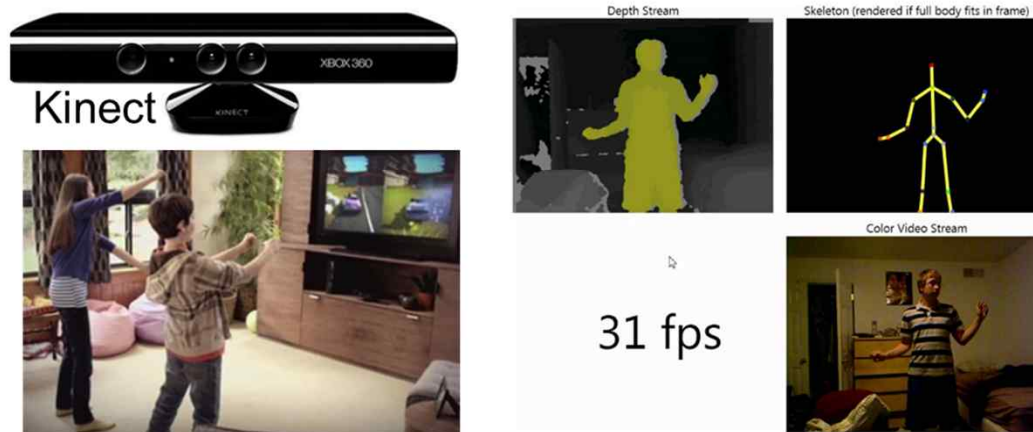 XBOX 360
KINECT
Kinect
Depth Stream
Skeleton (rendered if full body fits in frame)
Color Video Stream
31 fps